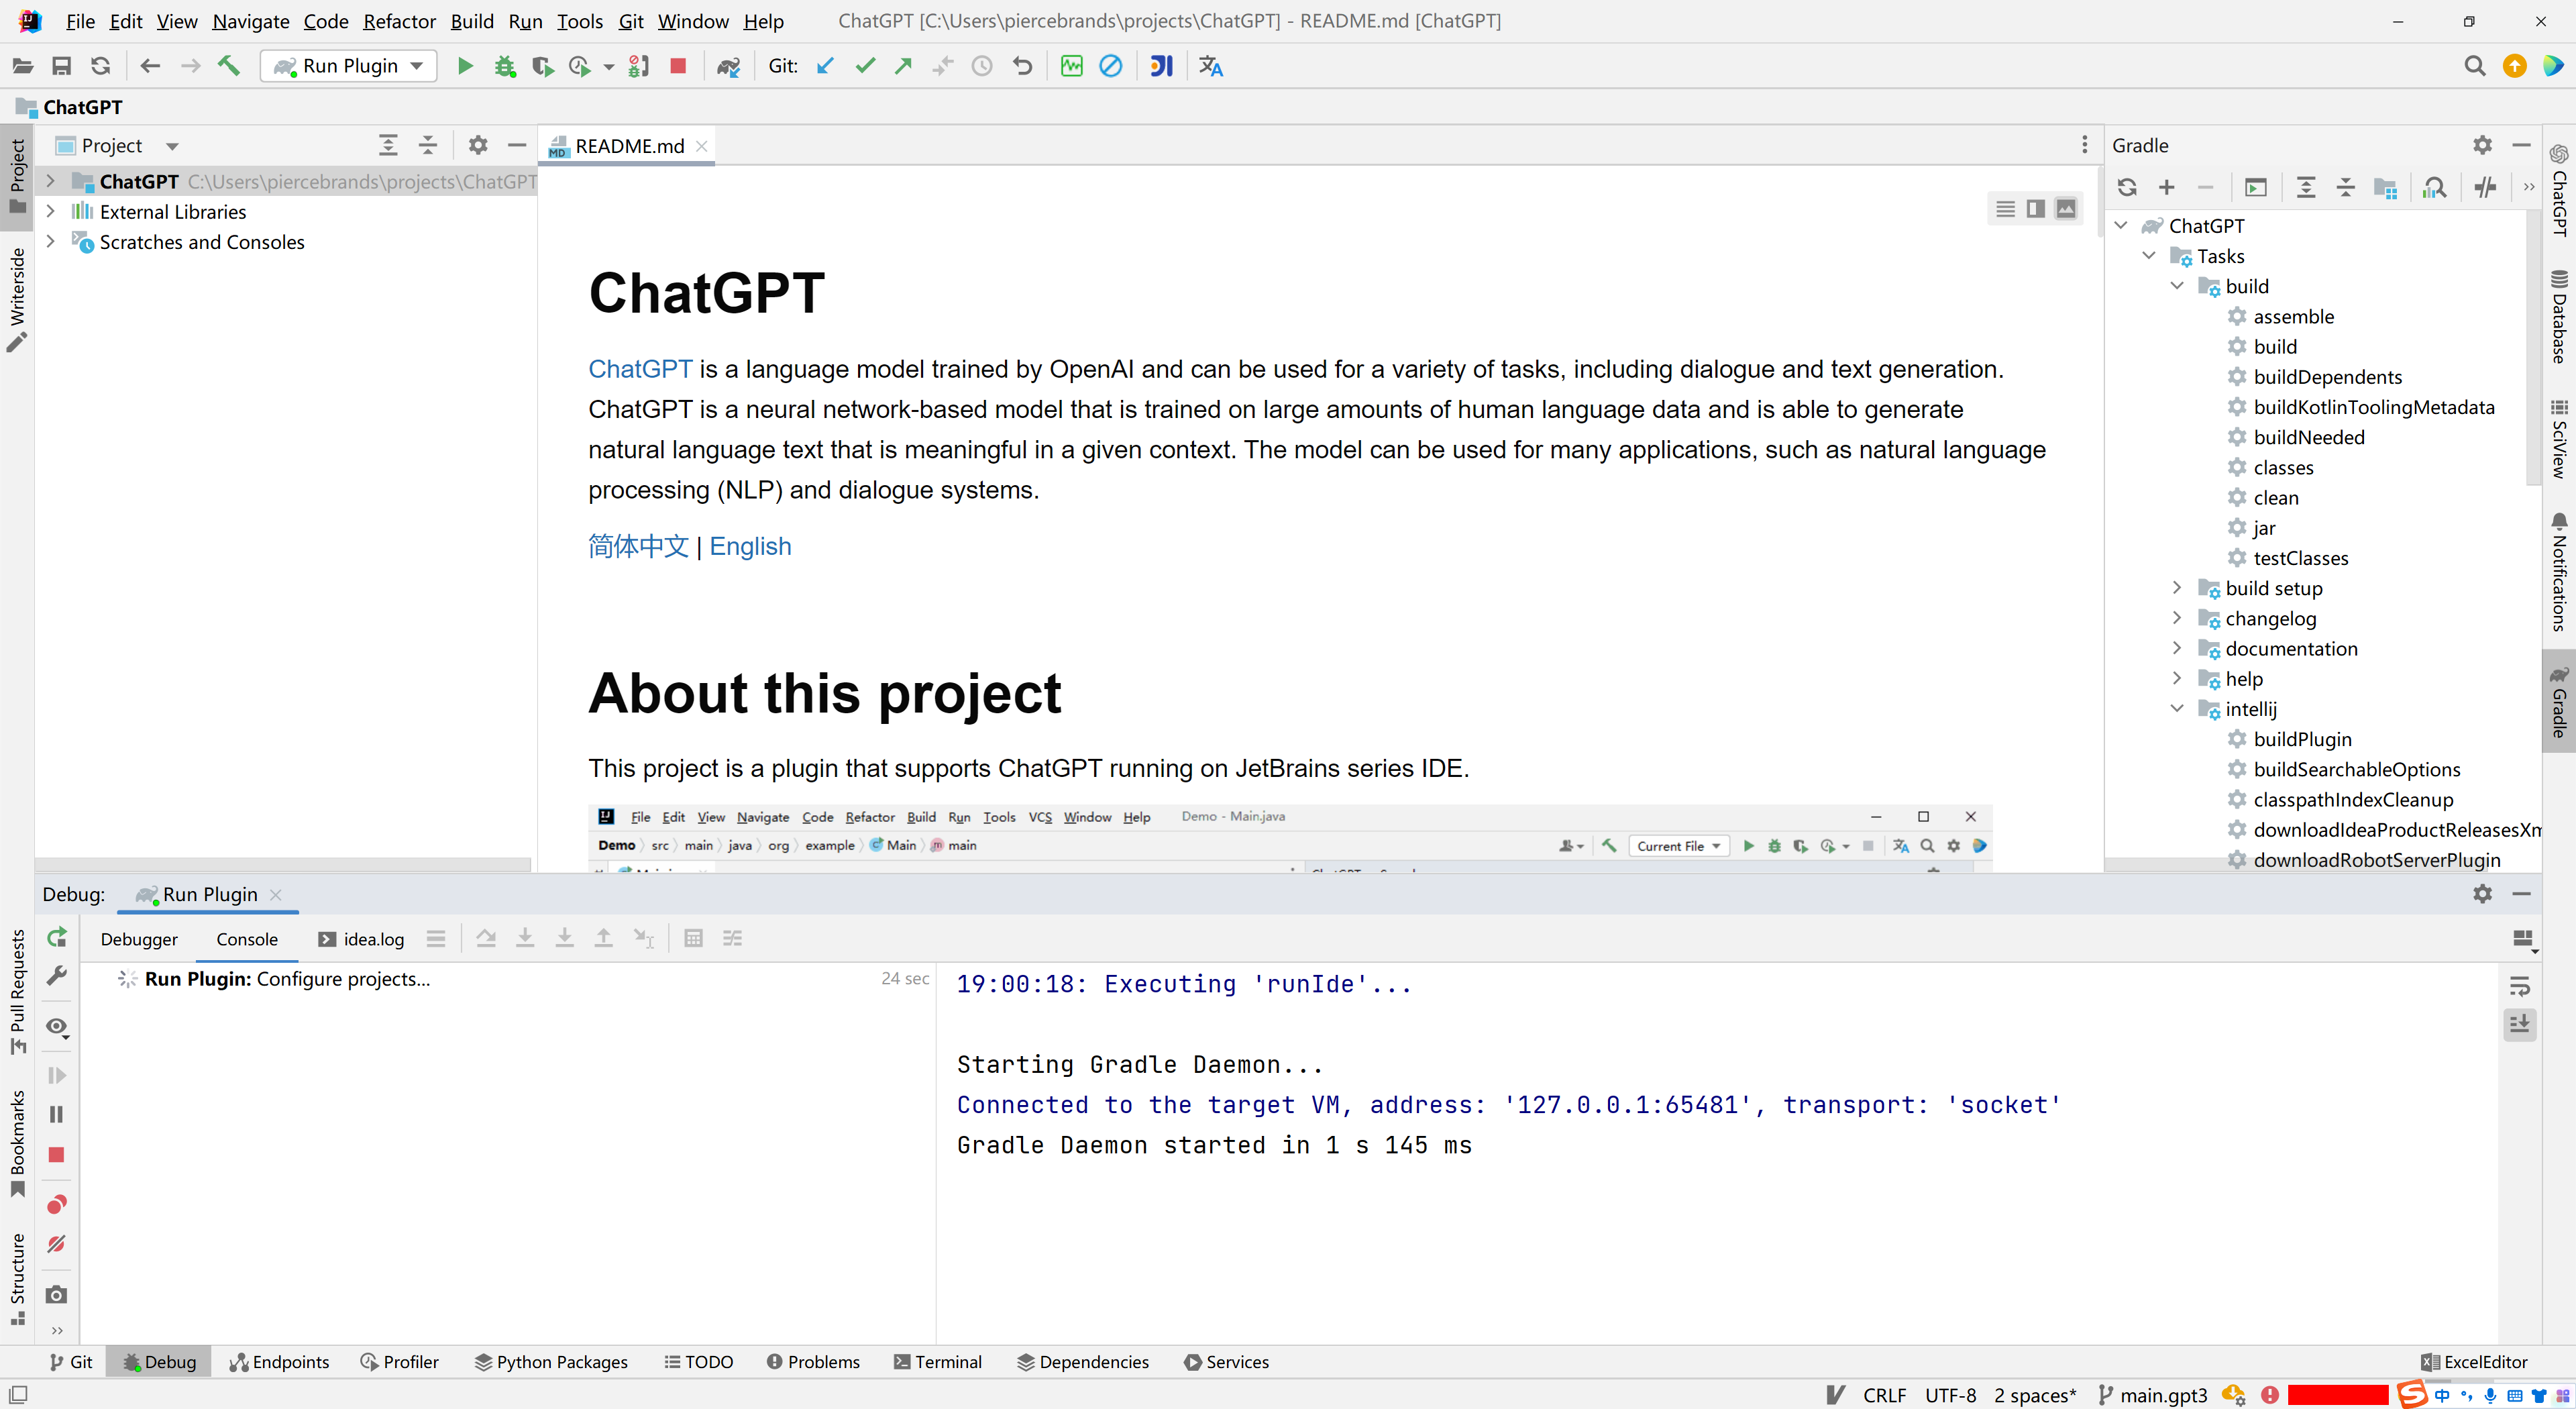 File Edit View Navigate Code Refactor Build Run Tools Git Window Help ChatGPT [C:\Users\piercebrands\projects\ChatGPT] - README.md [ChatGPT]
Run Plugin Git:
ChatGPT
Project
README.md
Gradle
ChatGPT C:\Users\piercebrands\projects\ChatGPT
External Libraries
Scratches and Consoles
Project
Writerside
Pull Requests
Bookmarks
Structure
ChatGPT
ChatGPT is a language model trained by OpenAI and can be used for a variety of tasks, including dialogue and text generation.
ChatGPT is a neural network-based model that is trained on large amounts of human language data and is able to generate
natural language text that is meaningful in a given context. The model can be used for many applications, such as natural language
processing (NLP) and dialogue systems.
简体中文 | English
About this project
This project is a plugin that supports ChatGPT running on JetBrains series IDE.
File Edit View Navigate Code Refactor Build Run Tools VCS Window Help Demo - Main.java
Demo src main java org example Main main Current File
ChatGPT
Tasks
build
assemble
build
buildDependents
buildKotlinToolingMetadata
buildNeeded
classes
clean
jar
testClasses
build setup
changelog
documentation
help
intellij
buildPlugin
buildSearchableOptions
classpathIndexCleanup
downloadIdeaProductReleasesXm
downloadRobotServerPlugin
ChatGPT
Database
SciView
Notifications
Gradle
Debug: Run Plugin
Debugger Console idea.log
Run Plugin: Configure projects... 24 sec
19:00:18: Executing 'runIde'...
Starting Gradle Daemon...
Connected to the target VM, address: '127.0.0.1:65481', transport: 'socket'
Gradle Daemon started in 1 s 145 ms
Git Debug Endpoints Profiler Python Packages TODO Problems Terminal Dependencies Services ExcelEditor
CRLF UTF-8 2 spaces* main.gpt3 中